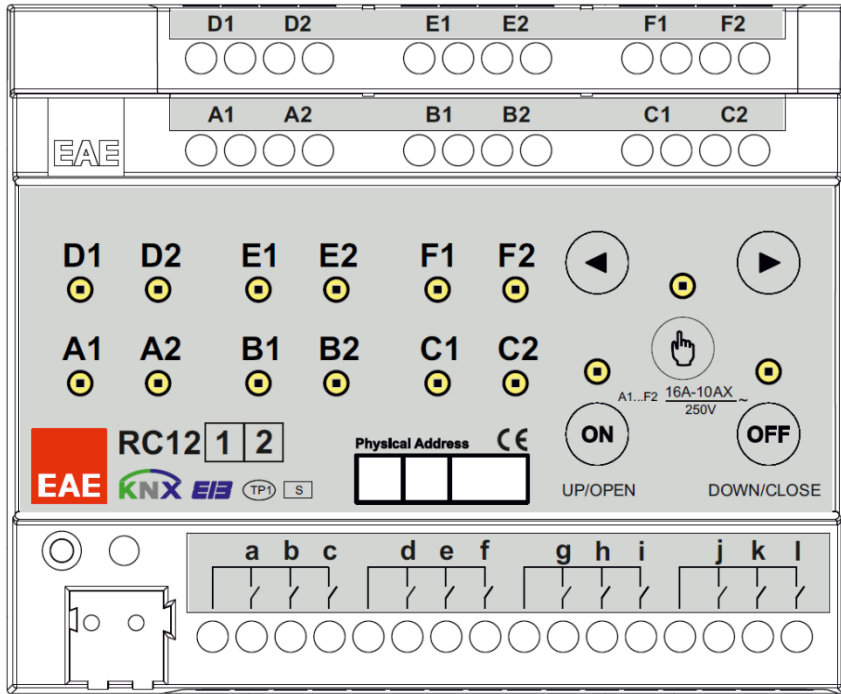 D1 D2 E1 E2 F1 F2
A1 A2 B1 B2 C1 C2
EAE
D1 D2 E1 E2 F1 F2
A1 A2 B1 B2 C1 C2
A1...F2 16A-10AX ~
250V
RC12 1 2
Physical Address CE
ON OFF
EAE KNX EIB TP1 S
UP/OPEN DOWN/CLOSE
a b c d e f g h i j k l